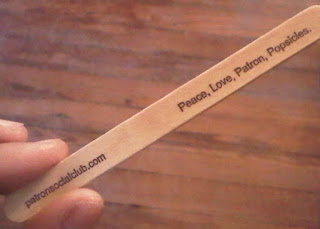 Peace, Love, Patron, Popsicles.
patronsocialclub.com